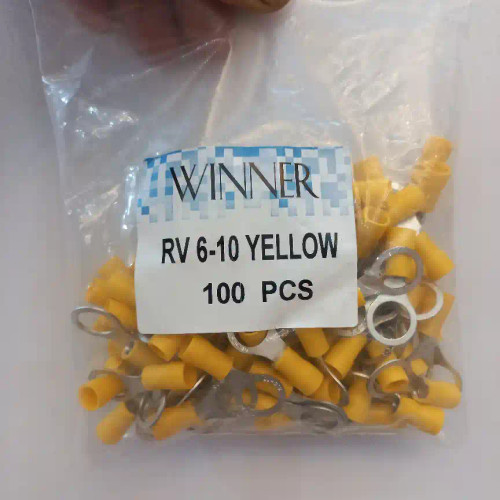 WINNER
RV 6-10 YELLOW
100 PCS